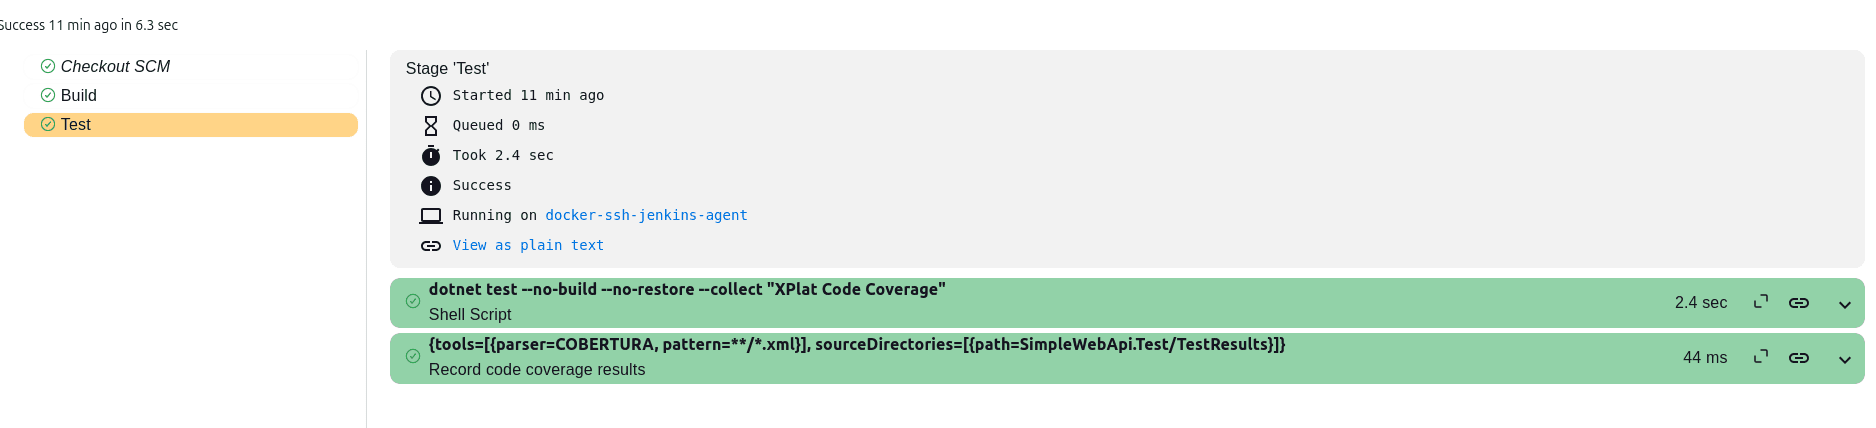 Success 11 min ago in 6.3 sec
Checkout SCM
Build
Test
Stage 'Test'
Started 11 min ago
Queued 0 ms
Took 2.4 sec
Success
Running on docker-ssh-jenkins-agent
View as plain text
dotnet test --no-build --no-restore --collect "XPlat Code Coverage"
Shell Script
2.4 sec
{tools=[{parser=COBERTURA, pattern=**/*.xml}], sourceDirectories=[{path=SimpleWebApi.Test/TestResults}]}
Record code coverage results
44 ms